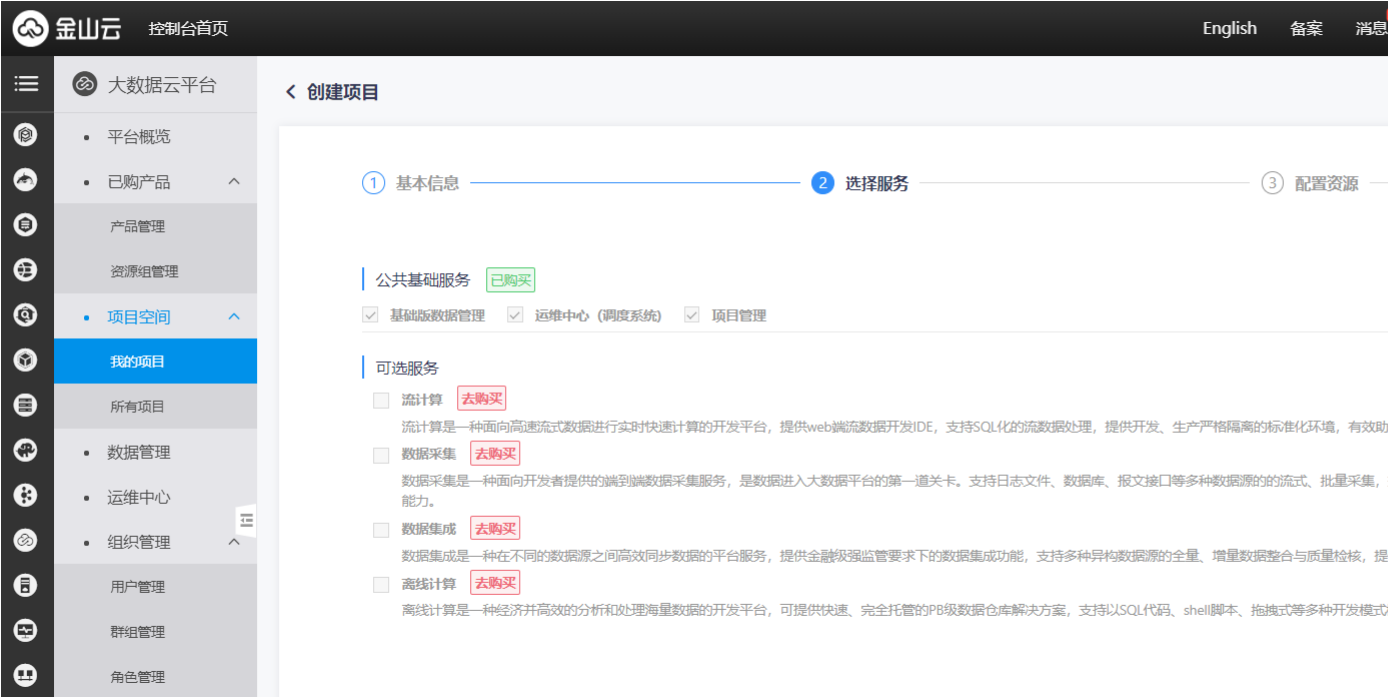 金山云
控制台首页
English
备案
消息
大数据云平台
平台概览
已购产品
产品管理
资源组管理
项目空间
我的项目
所有项目
数据管理
运维中心
组织管理
用户管理
群组管理
角色管理
创建项目
1 基本信息
2 选择服务
3 配置资源
公共基础服务 已购买
基础版数据管理 运维中心（调度系统） 项目管理
可选服务
流计算 去购买
流计算是一种面向高速流式数据进行实时快速计算的开发平台，提供web端流数据开发IDE，支持SQL化的流数据处理，提供开发、生产严格隔离的标准化环境，有效助
数据采集 去购买
数据采集是一种面向开发者提供的端到端数据采集服务，是数据进入大数据平台的第一道关卡。支持日志文件、数据库、报文接口等多种数据源的的流式、批量采集，
能力。
数据集成 去购买
数据集成是一种在不同的数据源之间高效同步数据的平台服务，提供金融级强监管要求下的数据集成功能，支持多种异构数据源的全量、增量数据整合与质量检核，提
离线计算 去购买
离线计算是一种经济并高效的分析和处理海量数据的开发平台，可提供快速、完全托管的PB级数据仓库解决方案，支持以SQL代码、shell脚本、拖拽式等多种开发模式